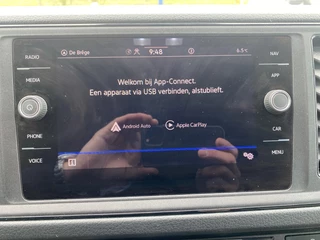 RADIO
MEDIA
PHONE
VOICE
De Brêge 9:48 6.5°C
Welkom bij App-Connect.
Een apparaat via USB verbinden, alstublieft.
Android Auto Apple CarPlay
NAV
APP
CAR
MENU